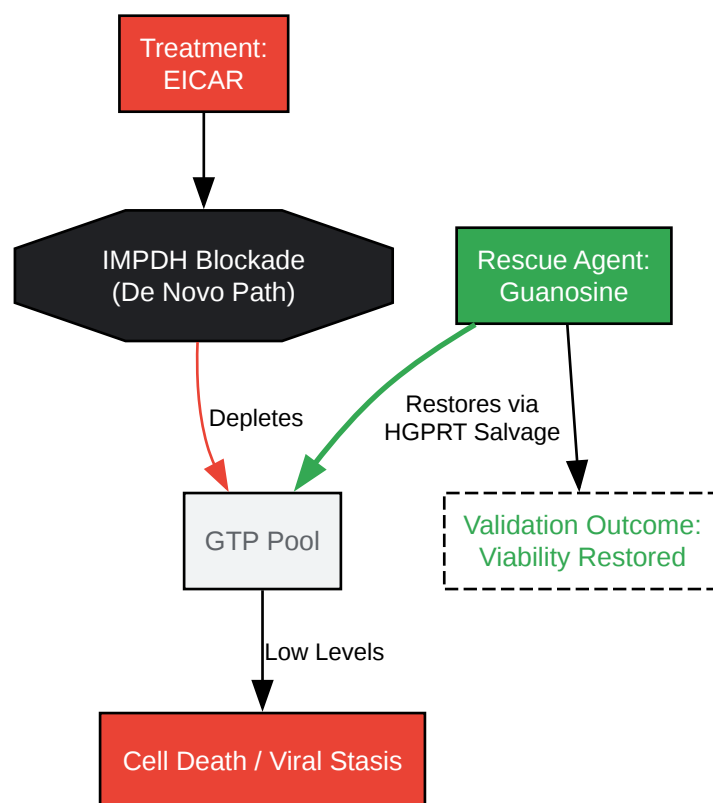 Treatment:
EICAR
IMPDH Blockade
(De Novo Path)
Rescue Agent:
Guanosine
Depletes
Restores via
HGPRT Salvage
GTP Pool
Validation Outcome:
Viability Restored
Low Levels
Cell Death / Viral Stasis